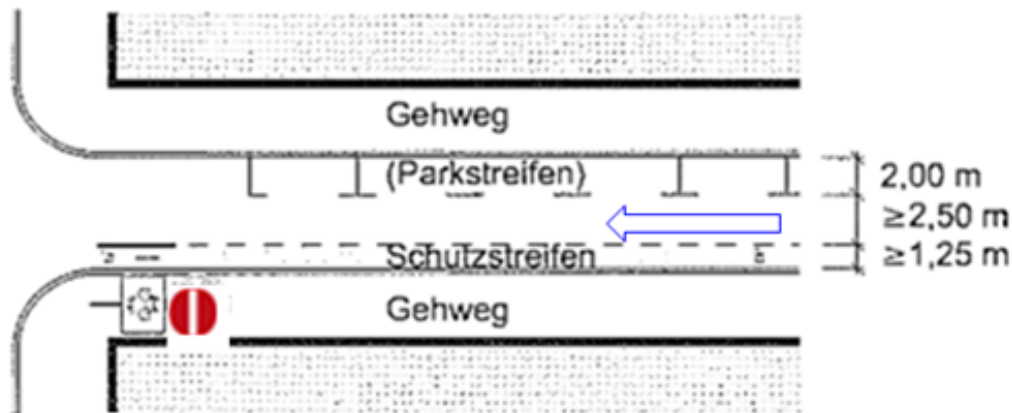 Gehweg
(Parkstreifen)
2,00 m
≥2,50 m
Schutzstreifen
≥1,25 m
Gehweg